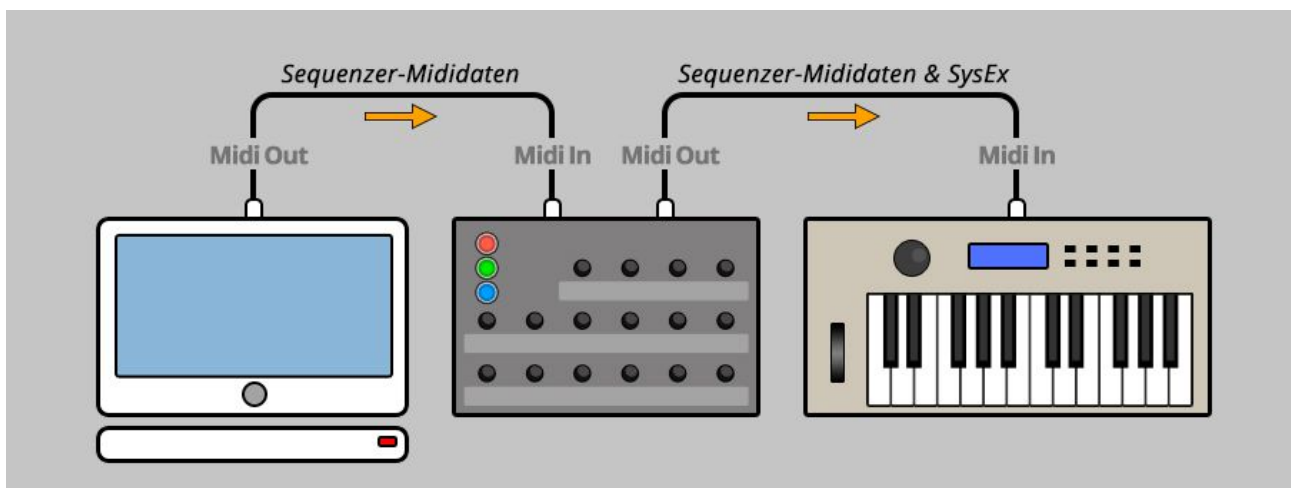 Sequenzer-Mididaten
Sequenzer-Mididaten & SysEx
Midi Out
Midi In
Midi Out
Midi In